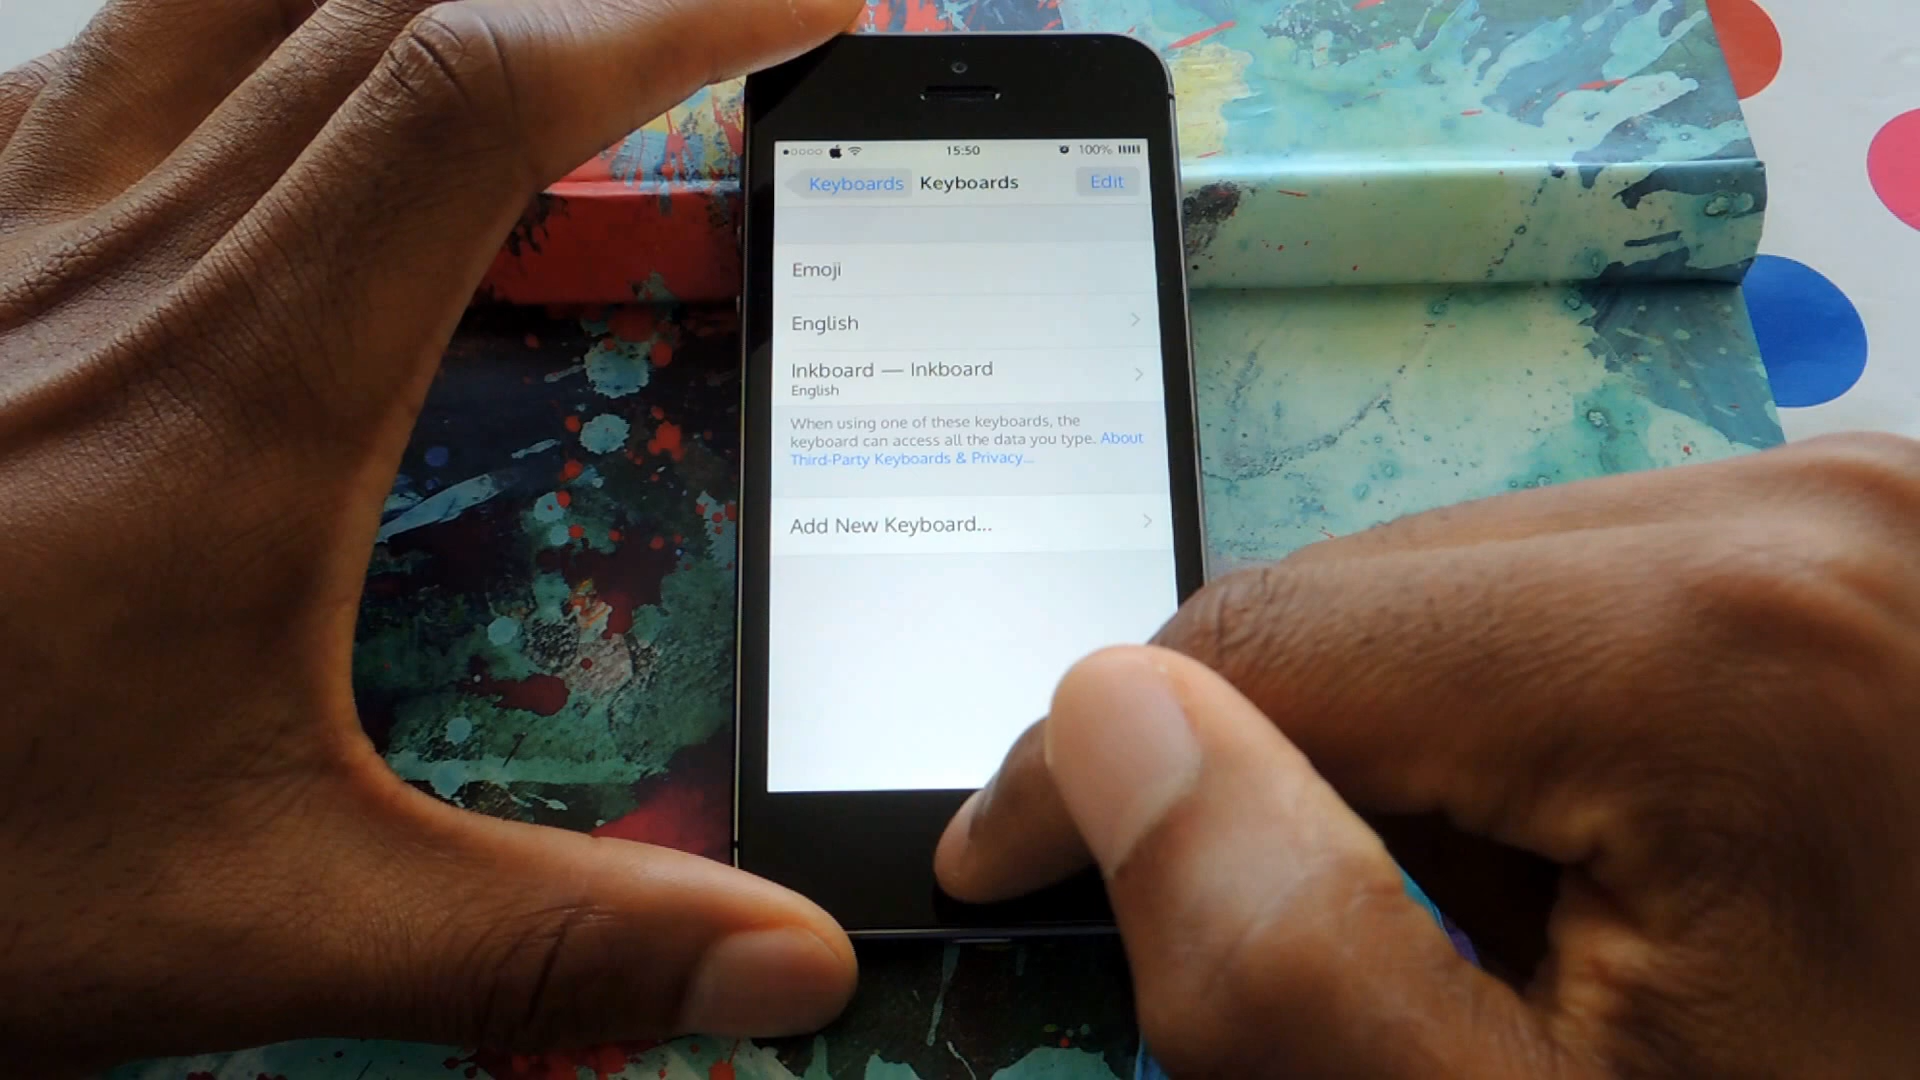 15:50 100%
Keyboards Keyboards Edit
Emoji
English
Inkboard — Inkboard
English
When using one of these keyboards, the
keyboard can access all the data you type. About
Third-Party Keyboards & Privacy...
Add New Keyboard...